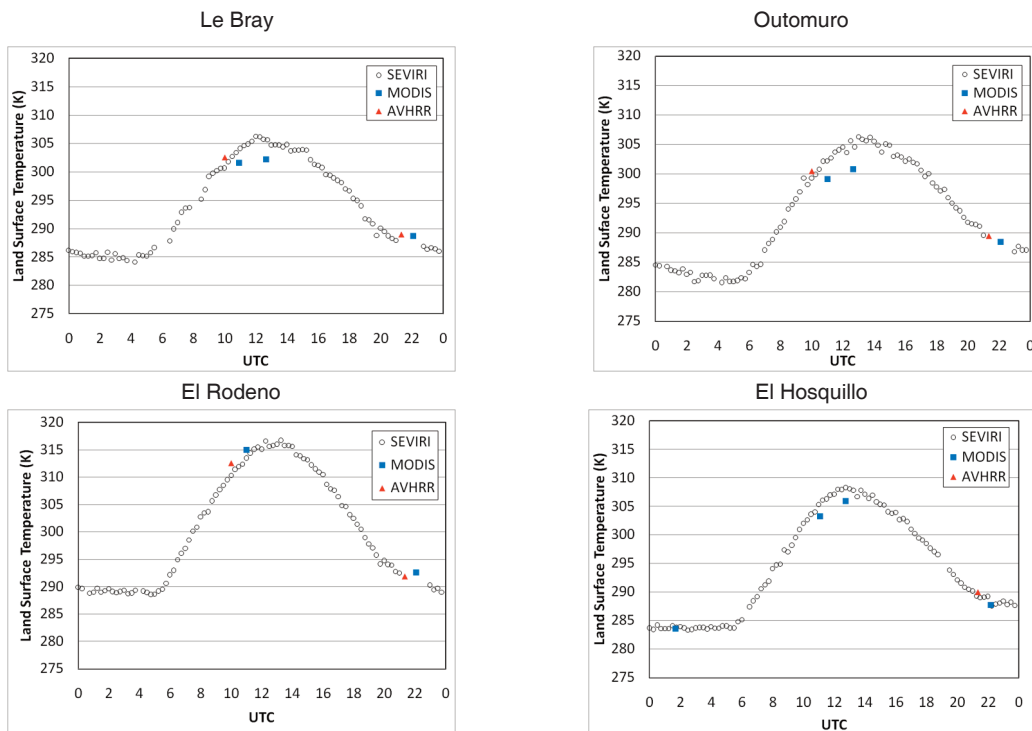 Le Bray
320
315
310
305
300
295
290
285
280
275
Land Surface Temperature (K)
SEVIRI
MODIS
AVHRR
0 2 4 6 8 10 12 14 16 18 20 22 0
UTC
Outomuro
320
315
310
305
300
295
290
285
280
275
Land Surface Temperature (K)
SEVIRI
MODIS
AVHRR
0 2 4 6 8 10 12 14 16 18 20 22 0
UTC
El Rodeno
320
315
310
305
300
295
290
285
280
275
Land Surface Temperature (K)
SEVIRI
MODIS
AVHRR
0 2 4 6 8 10 12 14 16 18 20 22 0
UTC
El Hosquillo
320
315
310
305
300
295
290
285
280
275
Land Surface Temperature (K)
SEVIRI
MODIS
AVHRR
0 2 4 6 8 10 12 14 16 18 20 22 0
UTC